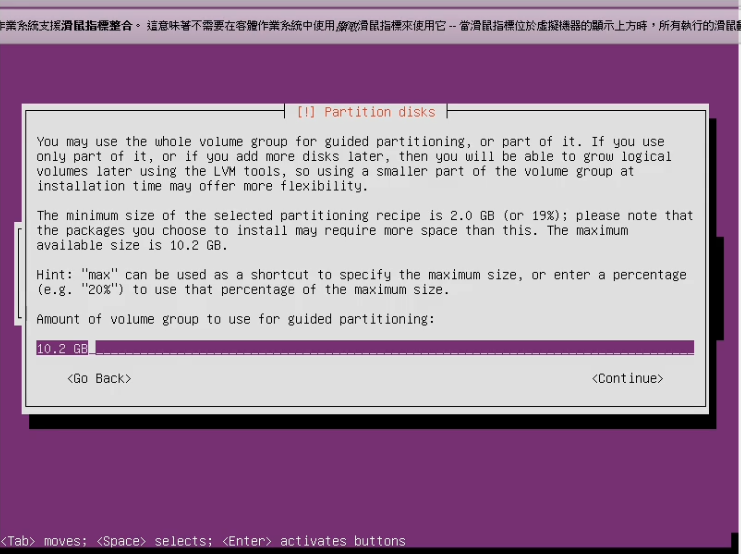 作業系統支援滑鼠指標整合。 這意味著不需要在客體作業系統中使用擷取滑鼠指標來使用它 -- 當滑鼠指標位於虛擬機器的顯示上方時，所有執行的滑鼠
[!] Partition disks
You may use the whole volume group for guided partitioning, or part of it. If you use
only part of it, or if you add more disks later, then you will be able to grow logical
volumes later using the LVM tools, so using a smaller part of the volume group at
installation time may offer more flexibility.
The minimum size of the selected partitioning recipe is 2.0 GB (or 19%); please note that
the packages you choose to install may require more space than this. The maximum
available size is 10.2 GB.
Hint: "max" can be used as a shortcut to specify the maximum size, or enter a percentage
(e.g. "20%") to use that percentage of the maximum size.
Amount of volume group to use for guided partitioning:
10.2 GB
<Go Back> <Continue>
<Tab> moves; <Space> selects; <Enter> activates buttons